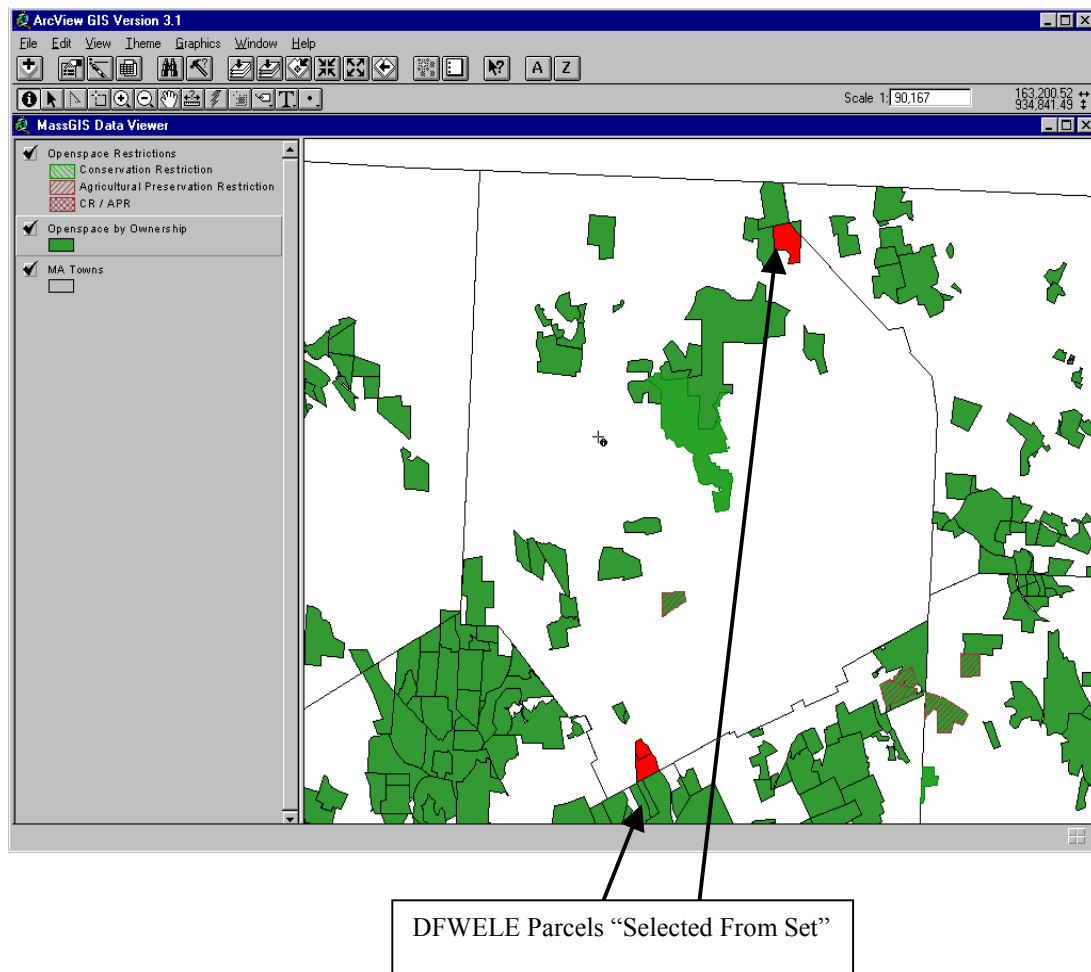 ArcView GIS Version 3.1
File Edit View Theme Graphics Window Help
A Z
T
Scale 1: 90,167
163,200.52
934,841.49
MassGIS Data Viewer
Openspace Restrictions
Conservation Restriction
Agricultural Preservation Restriction
CR / APR
Openspace by Ownership
MA Towns
DFWELE Parcels “Selected From Set”